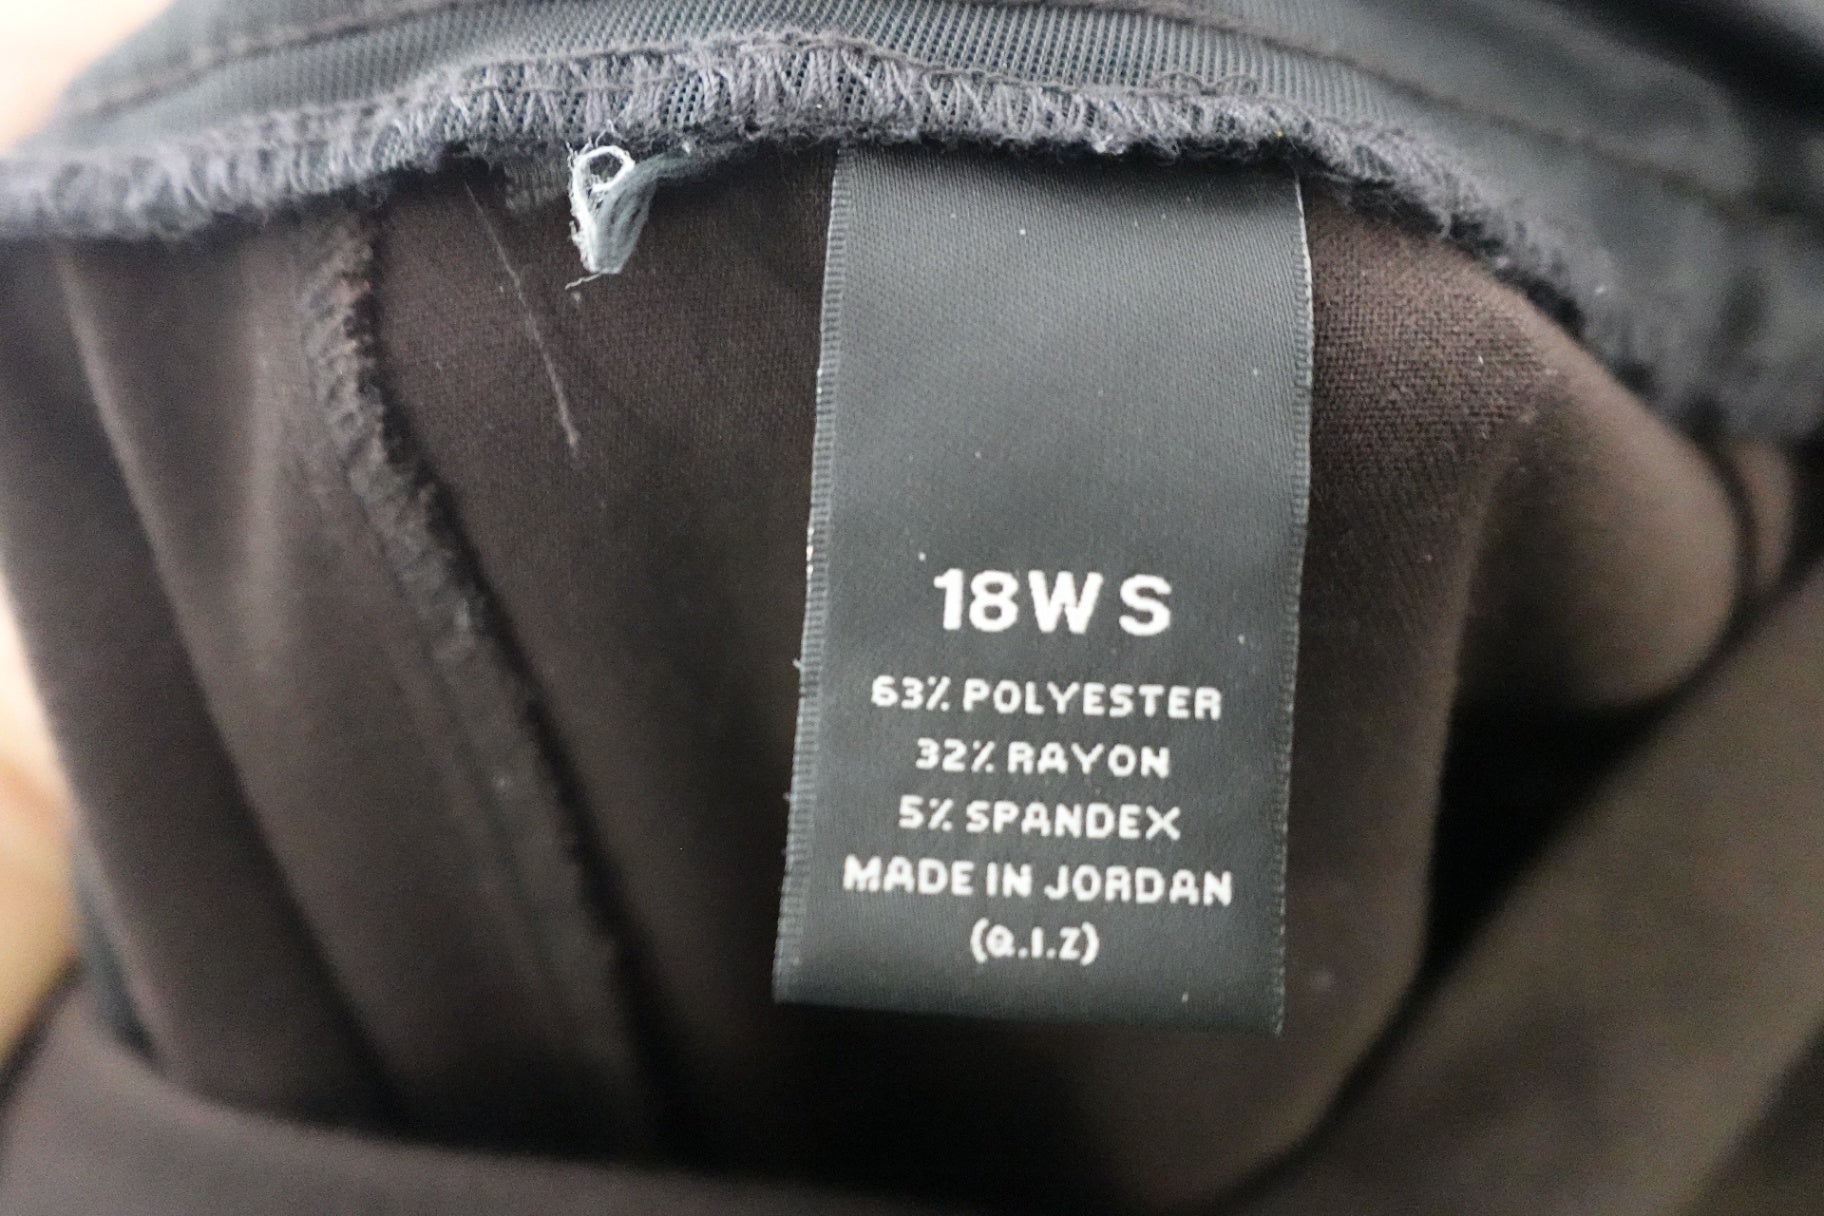 18W S
63% POLYESTER
32% RAYON
5% SPANDEX
MADE IN JORDAN
(Q.I.Z)